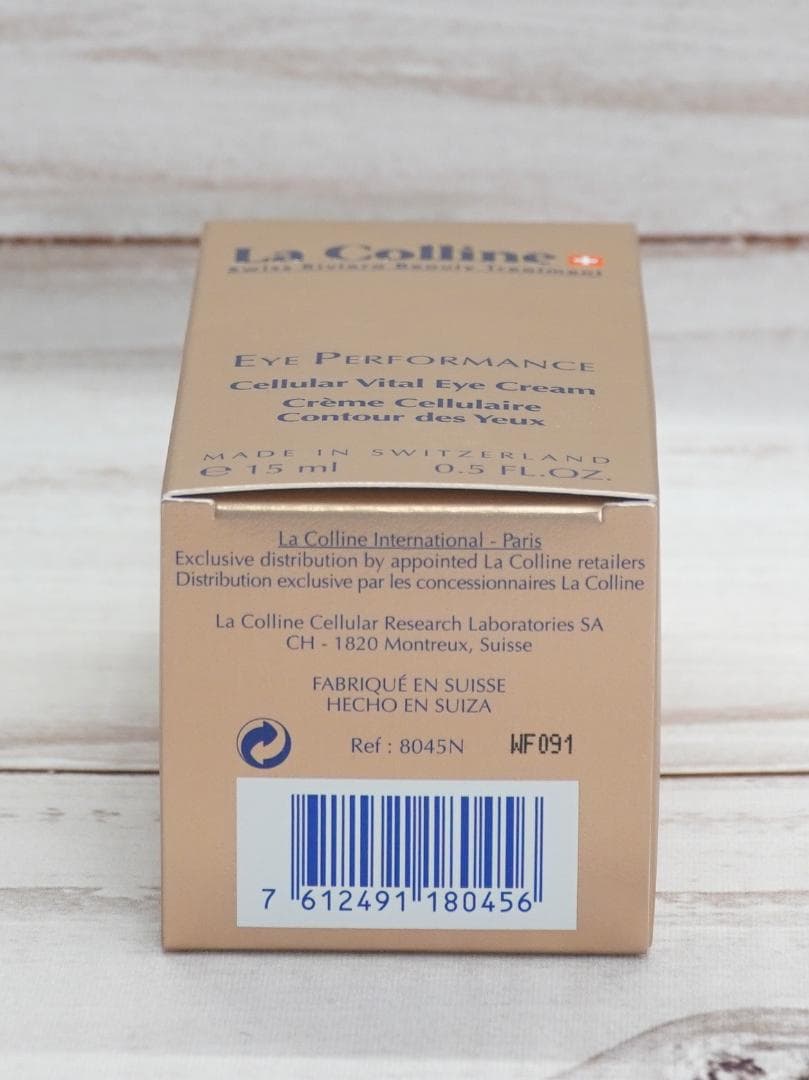 La Colline
Swiss Riviera Beauty Treatment
EYE PERFORMANCE
Cellular Vital Eye Cream
Crème Cellulaire
Contour des Yeux
MADE IN SWITZERLAND
℮ 15 ml 0.5 FL.OZ.
La Colline International - Paris
Exclusive distribution by appointed La Colline retailers
Distribution exclusive par les concessionnaires La Colline
La Colline Cellular Research Laboratories SA
CH - 1820 Montreux, Suisse
FABRIQUÉ EN SUISSE
HECHO EN SUIZA
Ref : 8045N WF091
7 612491 180456